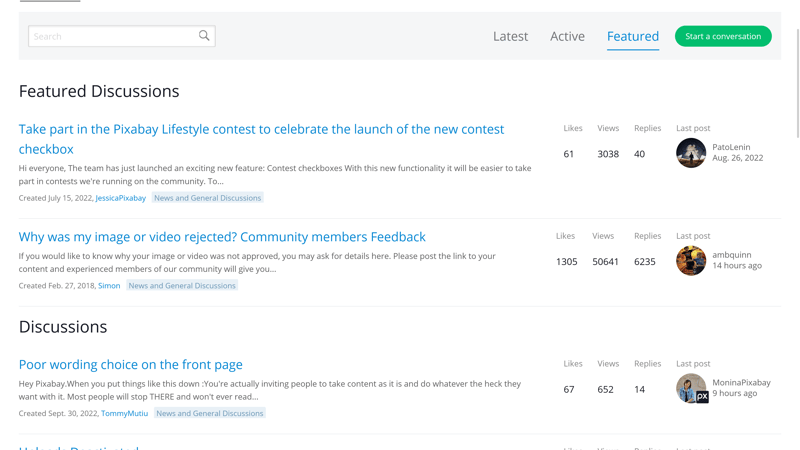 Search
Latest Active Featured Start a conversation
Featured Discussions
Take part in the Pixabay Lifestyle contest to celebrate the launch of the new contest
checkbox
Hi everyone, The team has just launched an exciting new feature: Contest checkboxes With this new functionality it will be easier to take
part in contests we're running on the community. To...
Created July 15, 2022, JessicaPixabay News and General Discussions
Likes Views Replies Last post
61 3038 40
PatoLenin
Aug. 26, 2022
Why was my image or video rejected? Community members Feedback
If you would like to know why your image or video was not approved, you may ask for details here. Please post the link to your
content and experienced members of our community will give you...
Created Feb. 27, 2018, Simon News and General Discussions
Likes Views Replies Last post
1305 50641 6235
ambquinn
14 hours ago
Discussions
Poor wording choice on the front page
Hey Pixabay.When you put things like this down :You're actually inviting people to take content as it is and do whatever the heck they
want with it. Most people will stop THERE and won't ever read...
Created Sept. 30, 2022, TommyMutiu News and General Discussions
Likes Views Replies Last post
67 652 14
px
MoninaPixabay
9 hours ago